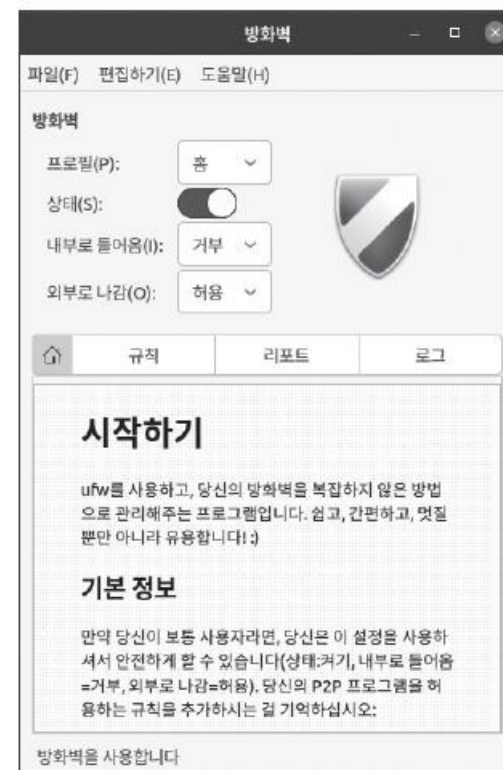 방화벽
파일(F) 편집하기(E) 도움말(H)
방화벽
프로필(P): 홈
상태(S):
내부로 들어옴(I): 거부
외부로 나감(O): 허용
규칙 리포트 로그
시작하기
ufw를 사용하고, 당신의 방화벽을 복잡하지 않은 방법
으로 관리해주는 프로그램입니다. 쉽고, 간편하고, 멋질
뿐만 아니라 유용합니다! :)
기본 정보
만약 당신이 보통 사용자라면, 당신은 이 설정을 사용하
셔서 안전하게 할 수 있습니다(상태:켜기, 내부로 들어옴
=거부, 외부로 나감=허용). 당신의 P2P 프로그램을 허
용하는 규칙을 추가하시는 걸 기억하십시오:
방화벽을 사용합니다